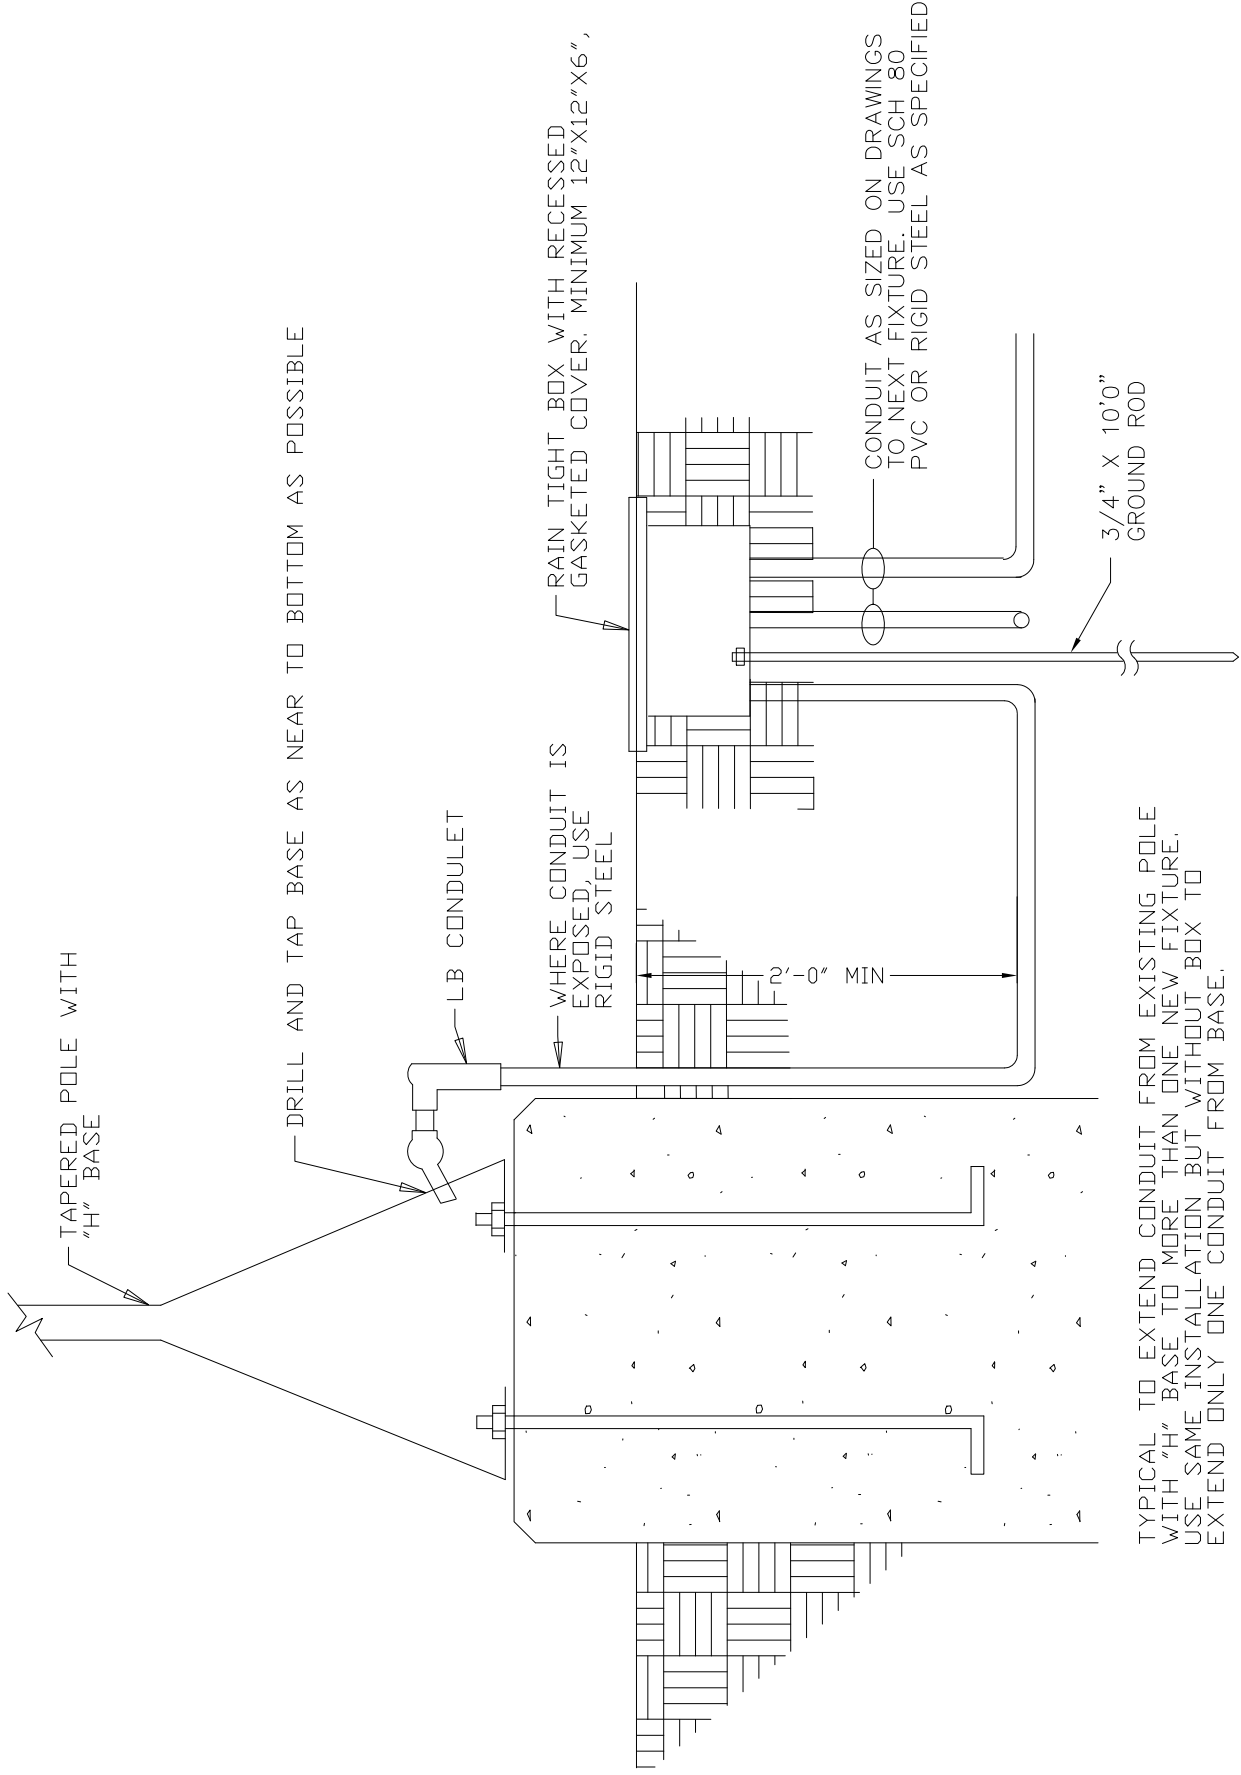 TAPERED POLE WITH
"H" BASE
DRILL AND TAP BASE AS NEAR TO BOTTOM AS POSSIBLE
LB CONDULET
WHERE CONDUIT IS
EXPOSED, USE
RIGID STEEL
RAIN TIGHT BOX WITH RECESSED
GASKETED COVER. MINIMUM 12"X12"X6",
2'-0" MIN
CONDUIT AS SIZED ON DRAWINGS
TO NEXT FIXTURE. USE SCH 80
PVC OR RIGID STEEL AS SPECIFIED
3/4" X 10'0"
GROUND ROD
TYPICAL TO EXTEND CONDUIT FROM EXISTING POLE
WITH "H" BASE TO MORE THAN ONE NEW FIXTURE.
USE SAME INSTALLATION BUT WITHOUT BOX TO
EXTEND ONLY ONE CONDUIT FROM BASE.